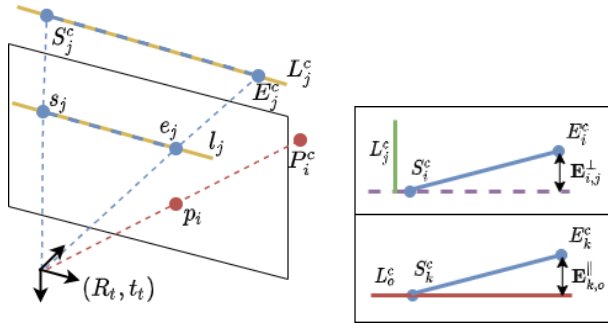 S_j^c
L_j^c
E_j^c
s_j
e_j
l_j
P_i^c
p_i
(R_t, t_t)
E_i^c
L_j^c
S_i^c
E_{i,j}^⊥
E_k^c
L_o^c
S_k^c
E_{k,o}^∥